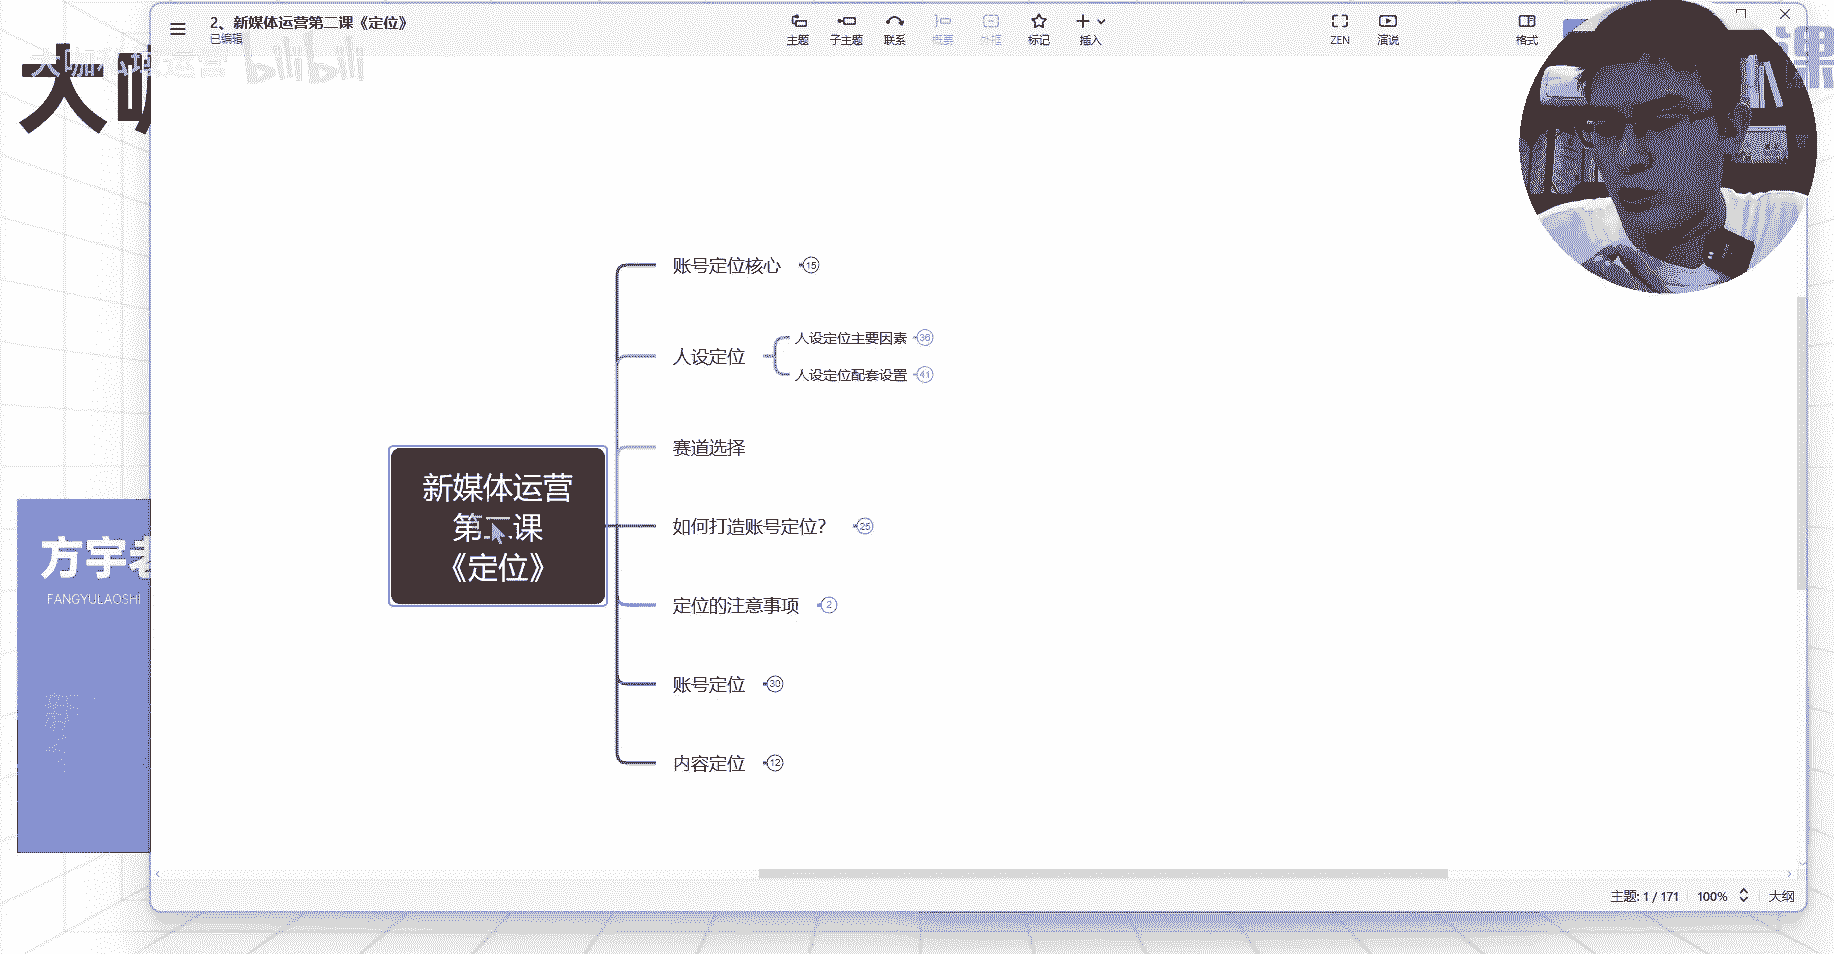 2、新媒体运营第二课《定位》
已编辑
主题
子主题
联系
概要
外框
标记
插入
ZEN
演说
格式
大咖私域运营
bilibili
大咖
课
账号定位核心 15
人设定位
人设定位主要因素 36
人设定位配套设置 41
赛道选择
新媒体运营
第二课
《定位》
如何打造账号定位? 25
定位的注意事项 2
账号定位 30
内容定位 12
方宇老
FANGYULAOSHI
主题: 1 / 171
100%
大纲